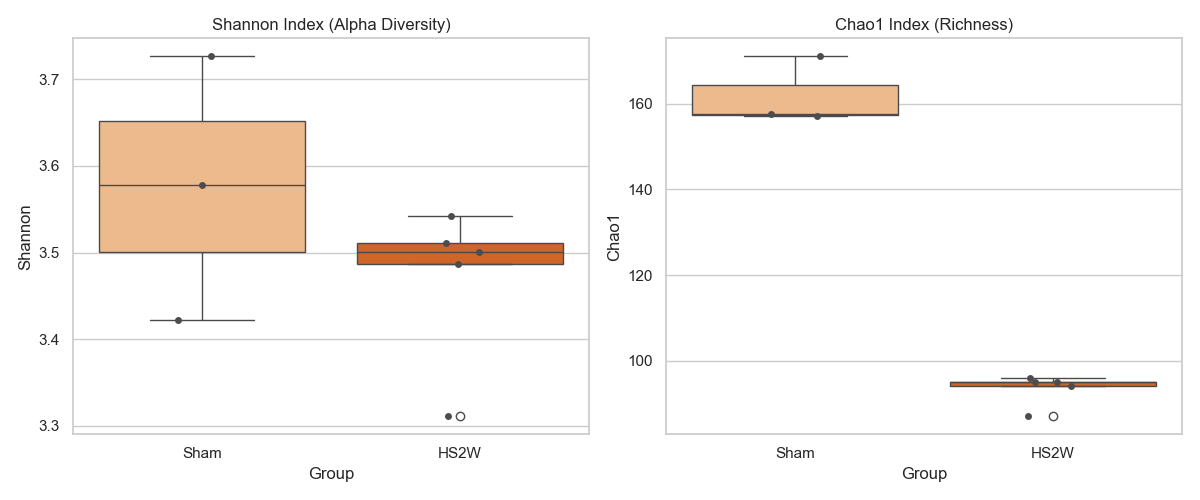 Shannon Index (Alpha Diversity)
3.7
3.6
3.5
3.4
3.3
Shannon
Sham
HS2W
Group
Chao1 Index (Richness)
160
140
120
100
Chao1
Sham
HS2W
Group